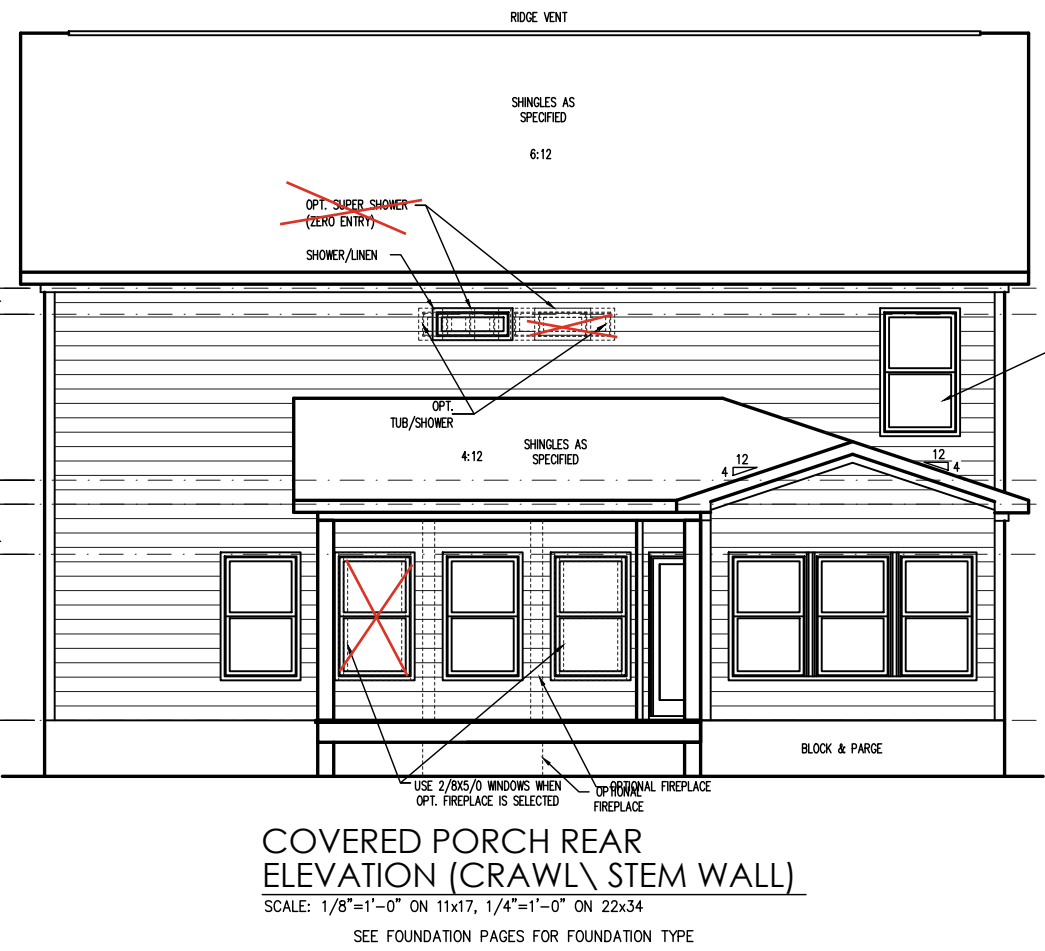 RIDGE VENT
SHINGLES AS
SPECIFIED
6:12
OPT. SUPER SHOWER
(ZERO ENTRY)
SHOWER/LINEN
OPT.
TUB/SHOWER
SHINGLES AS
SPECIFIED
4:12
12
4
12
4
BLOCK & PARGE
USE 2/8X5/0 WINDOWS WHEN
OPT. FIREPLACE IS SELECTED
OPTIONAL FIREPLACE
OPTIONAL
FIREPLACE
COVERED PORCH REAR
ELEVATION (CRAWL\ STEM WALL)
SCALE: 1/8"=1'-0" ON 11x17, 1/4"=1'-0" ON 22x34
SEE FOUNDATION PAGES FOR FOUNDATION TYPE